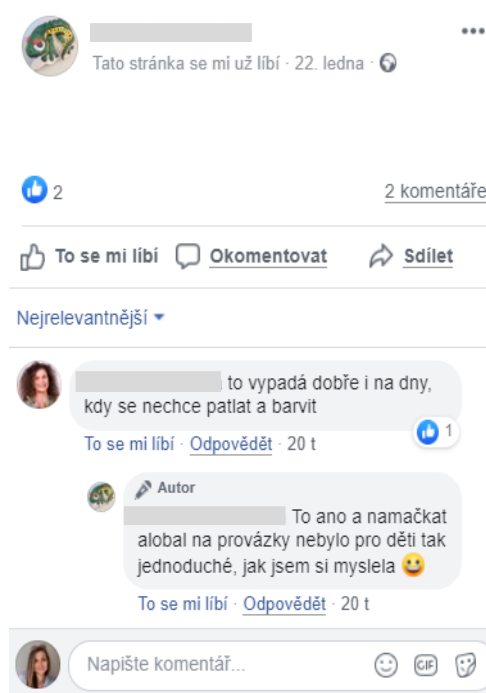 Tato stránka se mi už líbí · 22. ledna ·
2 2 komentáře
To se mi líbí Okomentovat Sdílet
Nejrelevantnější
to vypadá dobře i na dny,
kdy se nechce patlat a barvit
1
To se mi líbí · Odpovědět · 20 t
Autor
To ano a namačkat
alobal na provázky nebylo pro děti tak
jednoduché, jak jsem si myslela 😀
To se mi líbí · Odpovědět · 20 t
Napište komentář... GIF